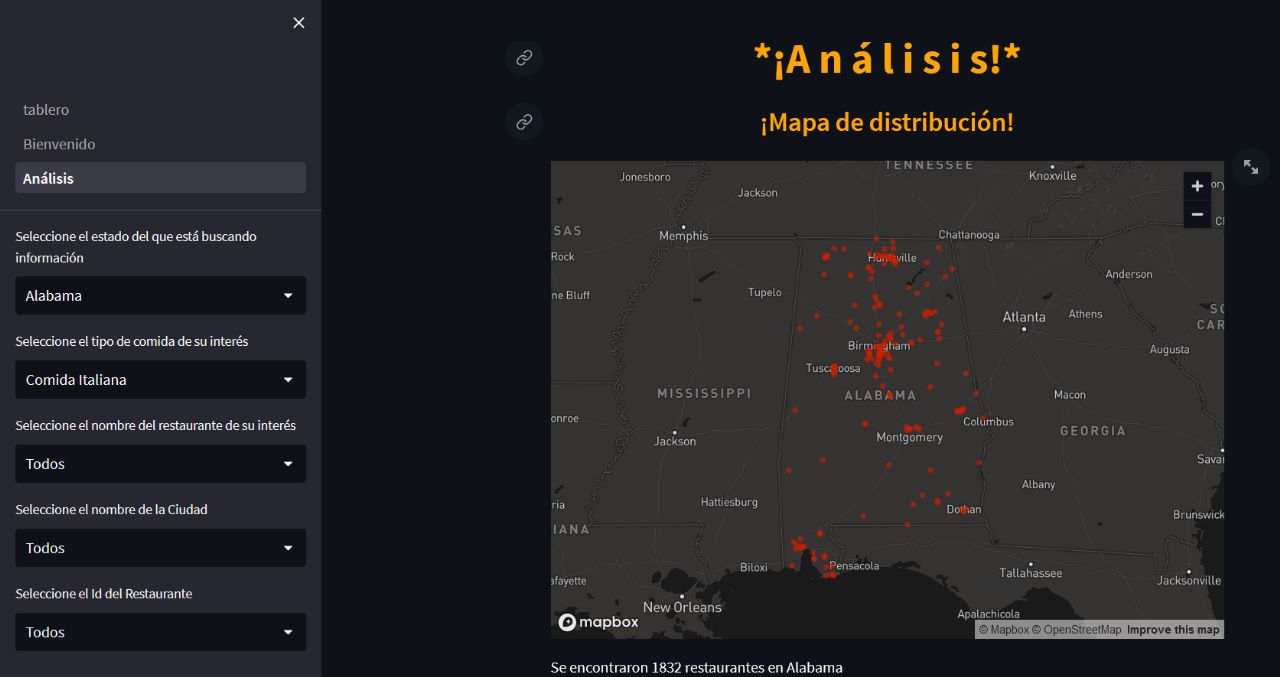 tablero
Bienvenido
Análisis
Seleccione el estado del que está buscando
información
Alabama
Seleccione el tipo de comida de su interés
Comida Italiana
Seleccione el nombre del restaurante de su interés
Todos
Seleccione el nombre de la Ciudad
Todos
Seleccione el Id del Restaurante
Todos
*¡A n á l i s i s!*
¡Mapa de distribución!
TENNESSEE
Jonesboro
Knoxville
Jackson
SAS
Memphis
Chattanooga
Rock
Huntsville
Anderson
ne Bluff
Tupelo
Atlanta
Athens
SO
CAR
Birmingham
Augusta
Tuscaloosa
MISSISSIPPI
ALABAMA
Macon
onroe
Columbus
Jackson
Montgomery
GEORGIA
Savar
Albany
Hattiesburg
ria
Dothan
Brunswick
IANA
Biloxi
Pensacola
Tallahassee
afayette
Jacksonville
New Orleans
Apalachicola
mapbox
© Mapbox © OpenStreetMap Improve this map
Se encontraron 1832 restaurantes en Alabama